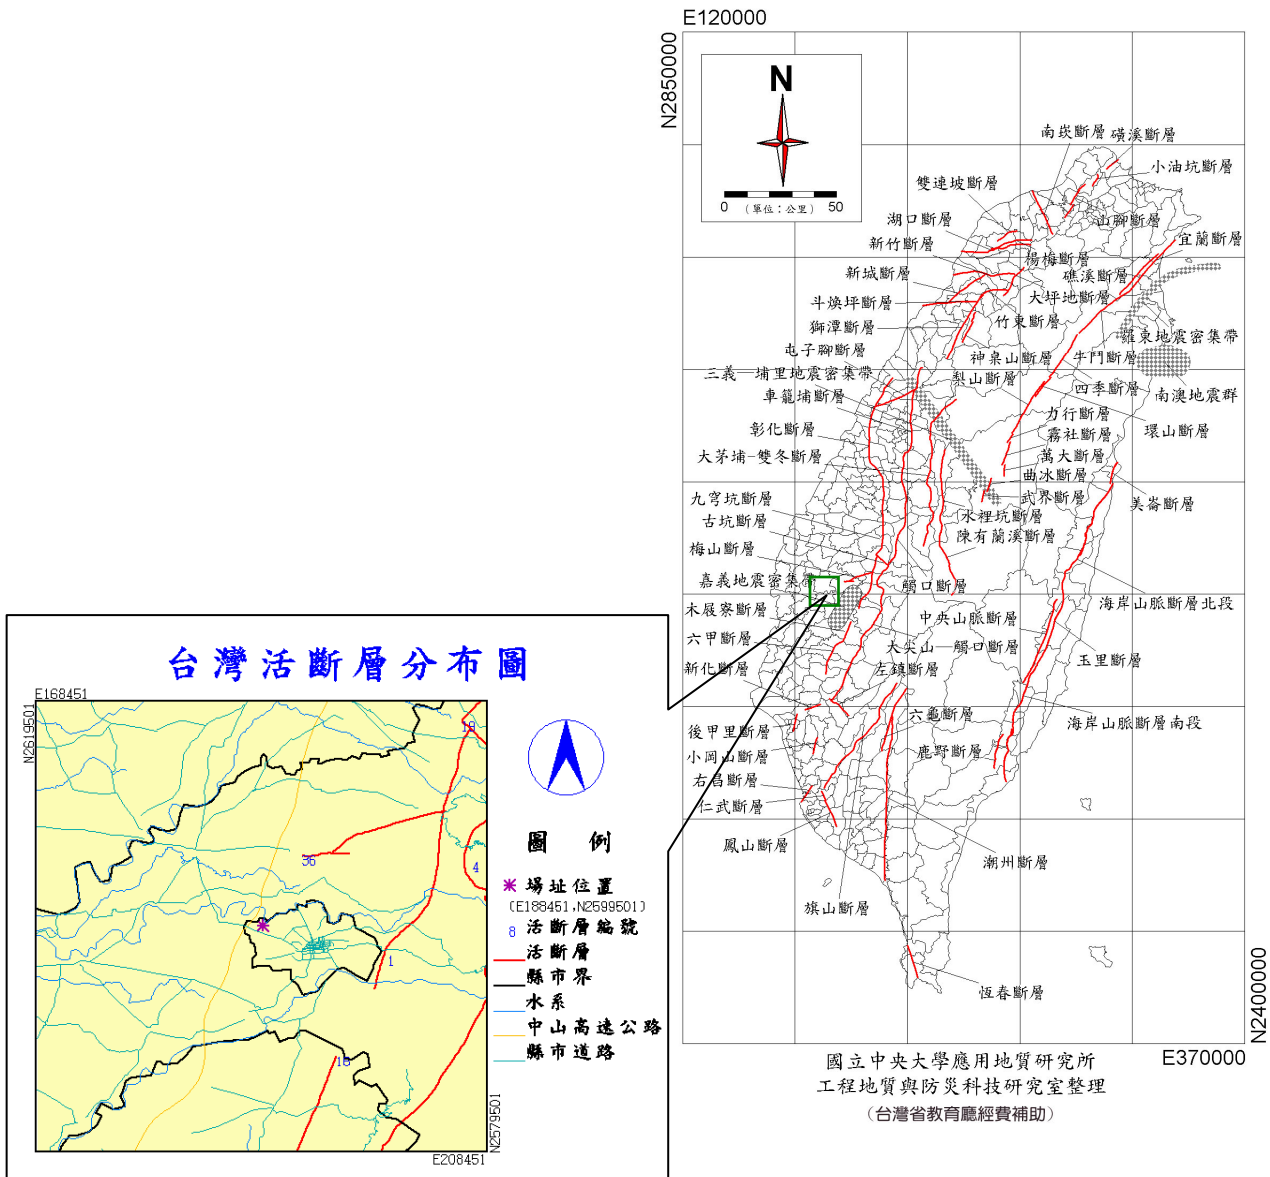 E120000
N2850000
N
0
(單位：公里)
50
南崁斷層
磺溪斷層
小油坑斷層
雙連坡斷層
山腳斷層
湖口斷層
宜蘭斷層
新竹斷層
楊梅斷層
礁溪斷層
新城斷層
大坪地斷層
斗煥坪斷層
竹東斷層
獅潭斷層
羅東地震密集帶
屯子腳斷層
神桌山斷層
牛鬥斷層
三義—埔里地震密集帶
梨山斷層
四季斷層
南澳地震群
車籠埔斷層
力行斷層
環山斷層
彰化斷層
霧社斷層
大茅埔-雙冬斷層
萬大斷層
曲冰斷層
九穹坑斷層
武界斷層
美崙斷層
古坑斷層
水裡坑斷層
陳有蘭溪斷層
梅山斷層
嘉義地震密集帶
觸口斷層
木屐寮斷層
中央山脈斷層
海岸山脈斷層北段
六甲斷層
大尖山—觸口斷層
新化斷層
左鎮斷層
玉里斷層
後甲里斷層
六龜斷層
海岸山脈斷層南段
小岡山斷層
鹿野斷層
右昌斷層
仁武斷層
鳳山斷層
潮州斷層
旗山斷層
恆春斷層
N2400000
E370000
國立中央大學應用地質研究所
工程地質與防災科技研究室整理
(台灣省教育廳經費補助)
台灣活斷層分布圖
E168451
N2619501
18
36
4
1
16
N2579501
E208451
圖 例
場址位置
(E188451,N2599501)
8 活斷層編號
活斷層
縣市界
水系
中山高速公路
縣市道路